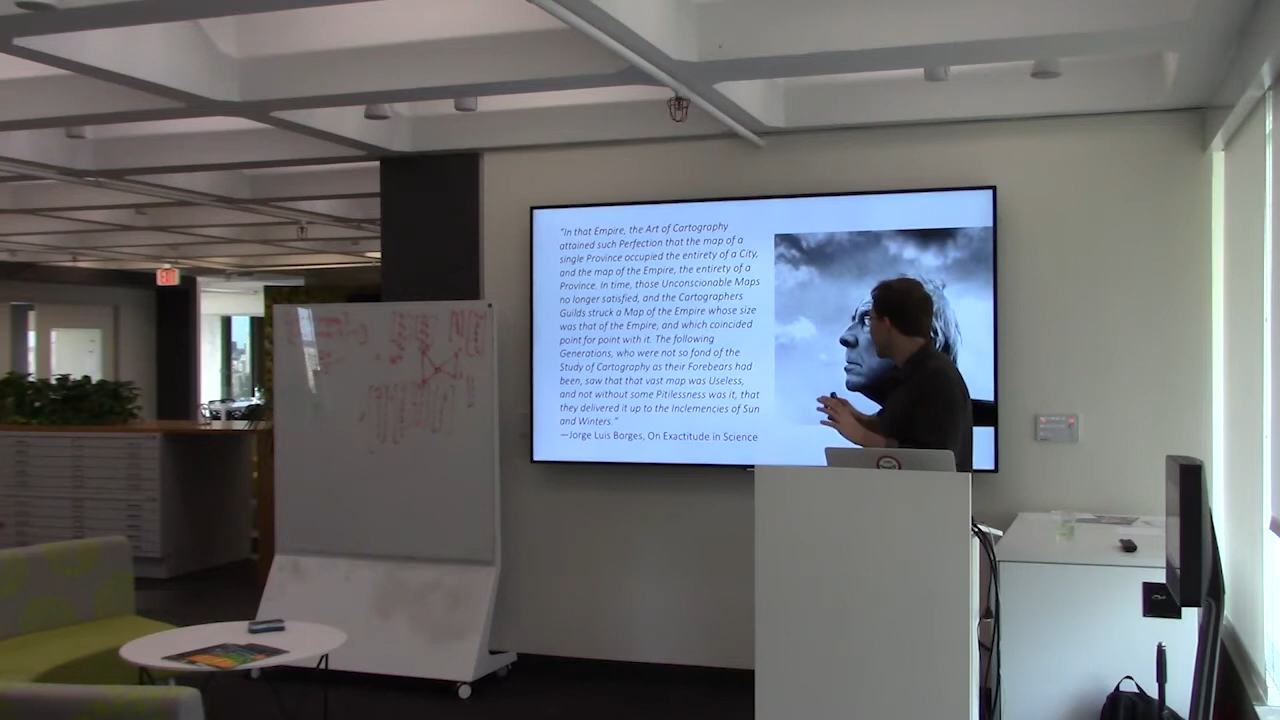 EXIT
"In that Empire, the Art of Cartography
attained such Perfection that the map of a
single Province occupied the entirety of a City,
and the map of the Empire, the entirety of a
Province. In time, those Unconscionable Maps
no longer satisfied, and the Cartographers
Guilds struck a Map of the Empire whose size
was that of the Empire, and which coincided
point for point with it. The following
Generations, who were not so fond of the
Study of Cartography as their Forebears had
been, saw that that vast map was Useless,
and not without some Pitilessness was it, that
they delivered it up to the Inclemencies of Sun
and Winters."
—Jorge Luis Borges, On Exactitude in Science